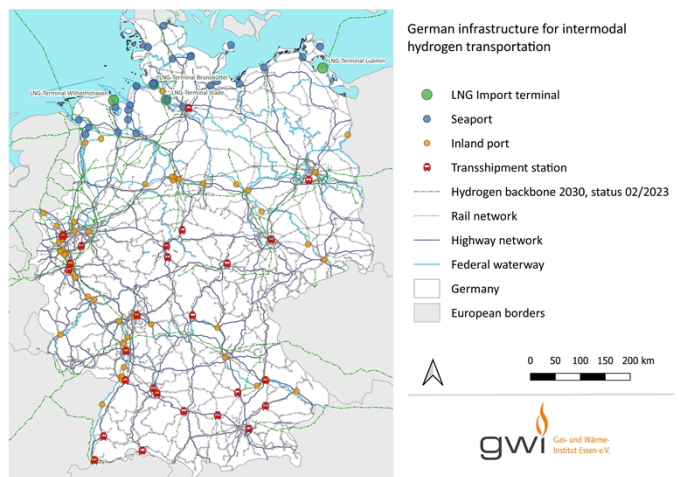 German infrastructure for intermodal
hydrogen transportation
LNG-Terminal Lubmin
LNG-Terminal Brunsbüttel
LNG-Terminal Wilhelmshaven
LNG-Terminal Stade
LNG Import terminal
Seaport
Inland port
Transshipment station
Hydrogen backbone 2030, status 02/2023
Rail network
Highway network
Federal waterway
Germany
European borders
0 50 100 150 200 km
gwi
Gas- und Wärme-
Institut Essen e.V.